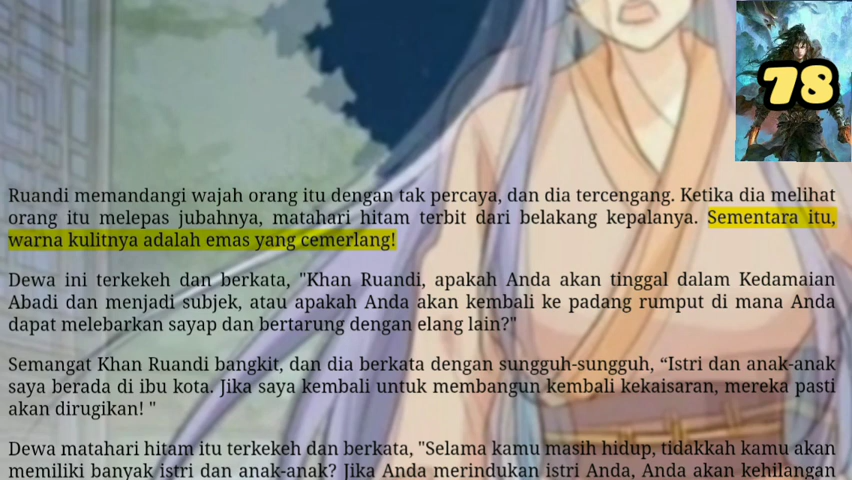 78
Ruandi memandangi wajah orang itu dengan tak percaya, dan dia tercengang. Ketika dia melihat
orang itu melepas jubahnya, matahari hitam terbit dari belakang kepalanya. Sementara itu,
warna kulitnya adalah emas yang cemerlang!
Dewa ini terkekeh dan berkata, "Khan Ruandi, apakah Anda akan tinggal dalam Kedamaian
Abadi dan menjadi subjek, atau apakah Anda akan kembali ke padang rumput di mana Anda
dapat melebarkan sayap dan bertarung dengan elang lain?"
Semangat Khan Ruandi bangkit, dan dia berkata dengan sungguh-sungguh, “Istri dan anak-anak
saya berada di ibu kota. Jika saya kembali untuk membangun kembali kekaisaran, mereka pasti
akan dirugikan! "
Dewa matahari hitam itu terkekeh dan berkata, "Selama kamu masih hidup, tidakkah kamu akan
memiliki banyak istri dan anak-anak? Jika Anda merindukan istri Anda, Anda akan kehilangan